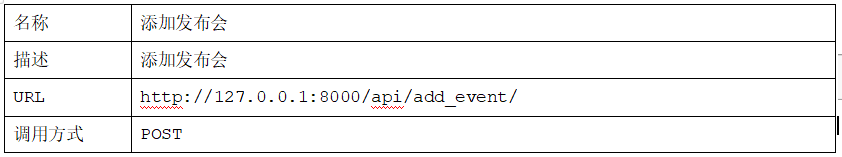 名称 添加发布会
描述 添加发布会
URL http://127.0.0.1:8000/api/add_event/
调用方式 POST